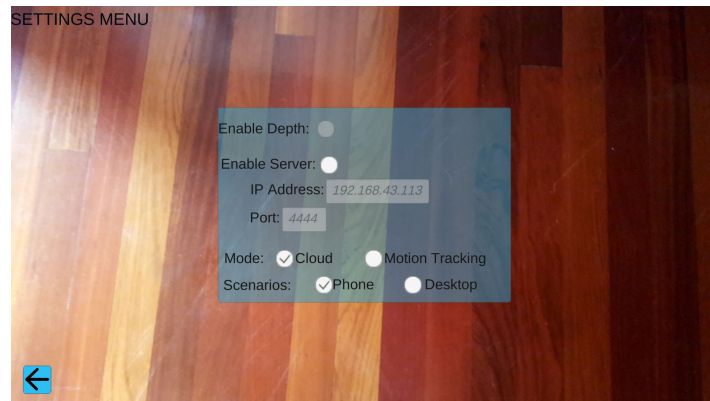 SETTINGS MENU
Enable Depth:
Enable Server:
IP Address: 192.168.43.113
Port: 4444
Mode: Cloud Motion Tracking
Scenarios: Phone Desktop